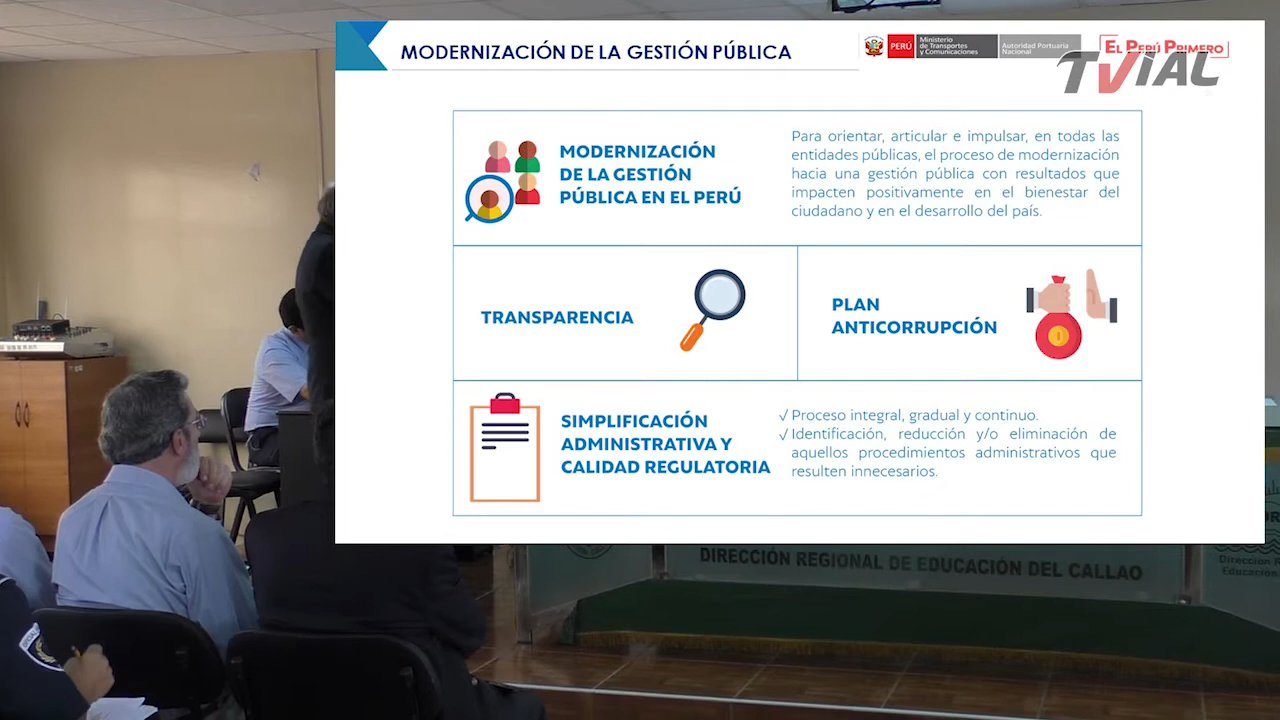 MODERNIZACIÓN DE LA GESTIÓN PÚBLICA
PERÚ
Ministerio
de Transportes
y Comunicaciones
Autoridad Portuaria
Nacional
EL PERÚ PRIMERO
TVIAL
MODERNIZACIÓN
DE LA GESTIÓN
PÚBLICA EN EL PERÚ
Para orientar, articular e impulsar, en todas las
entidades públicas, el proceso de modernización
hacia una gestión pública con resultados que
impacten positivamente en el bienestar del
ciudadano y en el desarrollo del país.
TRANSPARENCIA
PLAN
ANTICORRUPCIÓN
SIMPLIFICACIÓN
ADMINISTRATIVA Y
CALIDAD REGULATORIA
√ Proceso integral, gradual y continuo.
√ Identificación, reducción y/o eliminación de
aquellos procedimientos administrativos que
resulten innecesarios.
DIRECCIÓN REGIONAL DE EDUCACIÓN DEL CALLAO